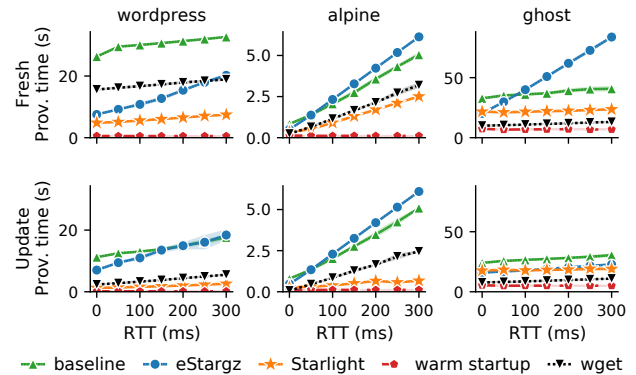 wordpress alpine ghost
Fresh
Prov. time (s)
20
0
5.0
2.5
0.0
50
0
Update
Prov. time (s)
20
0
5.0
2.5
0.0
50
0
0 100 200 300 0 100 200 300 0 100 200 300
RTT (ms) RTT (ms) RTT (ms)
baseline eStargz Starlight warm startup wget